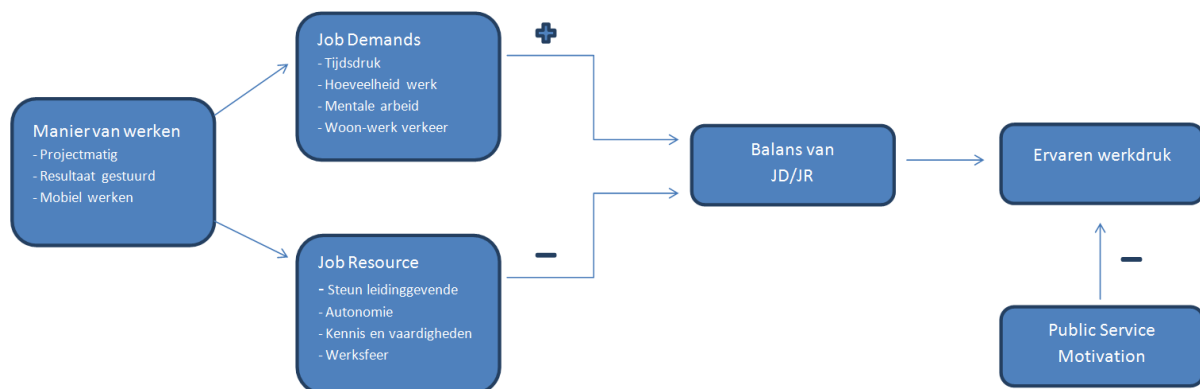 Manier van werken
- Projectmatig
- Resultaat gestuurd
- Mobiel werken
Job Demands
- Tijdsdruk
- Hoeveelheid werk
- Mentale arbeid
- Woon-werk verkeer
+
Job Resource
- Steun leidinggevende
- Autonomie
- Kennis en vaardigheden
- Werksfeer
-
Balans van
JD/JR
Ervaren werkdruk
-
Public Service
Motivation